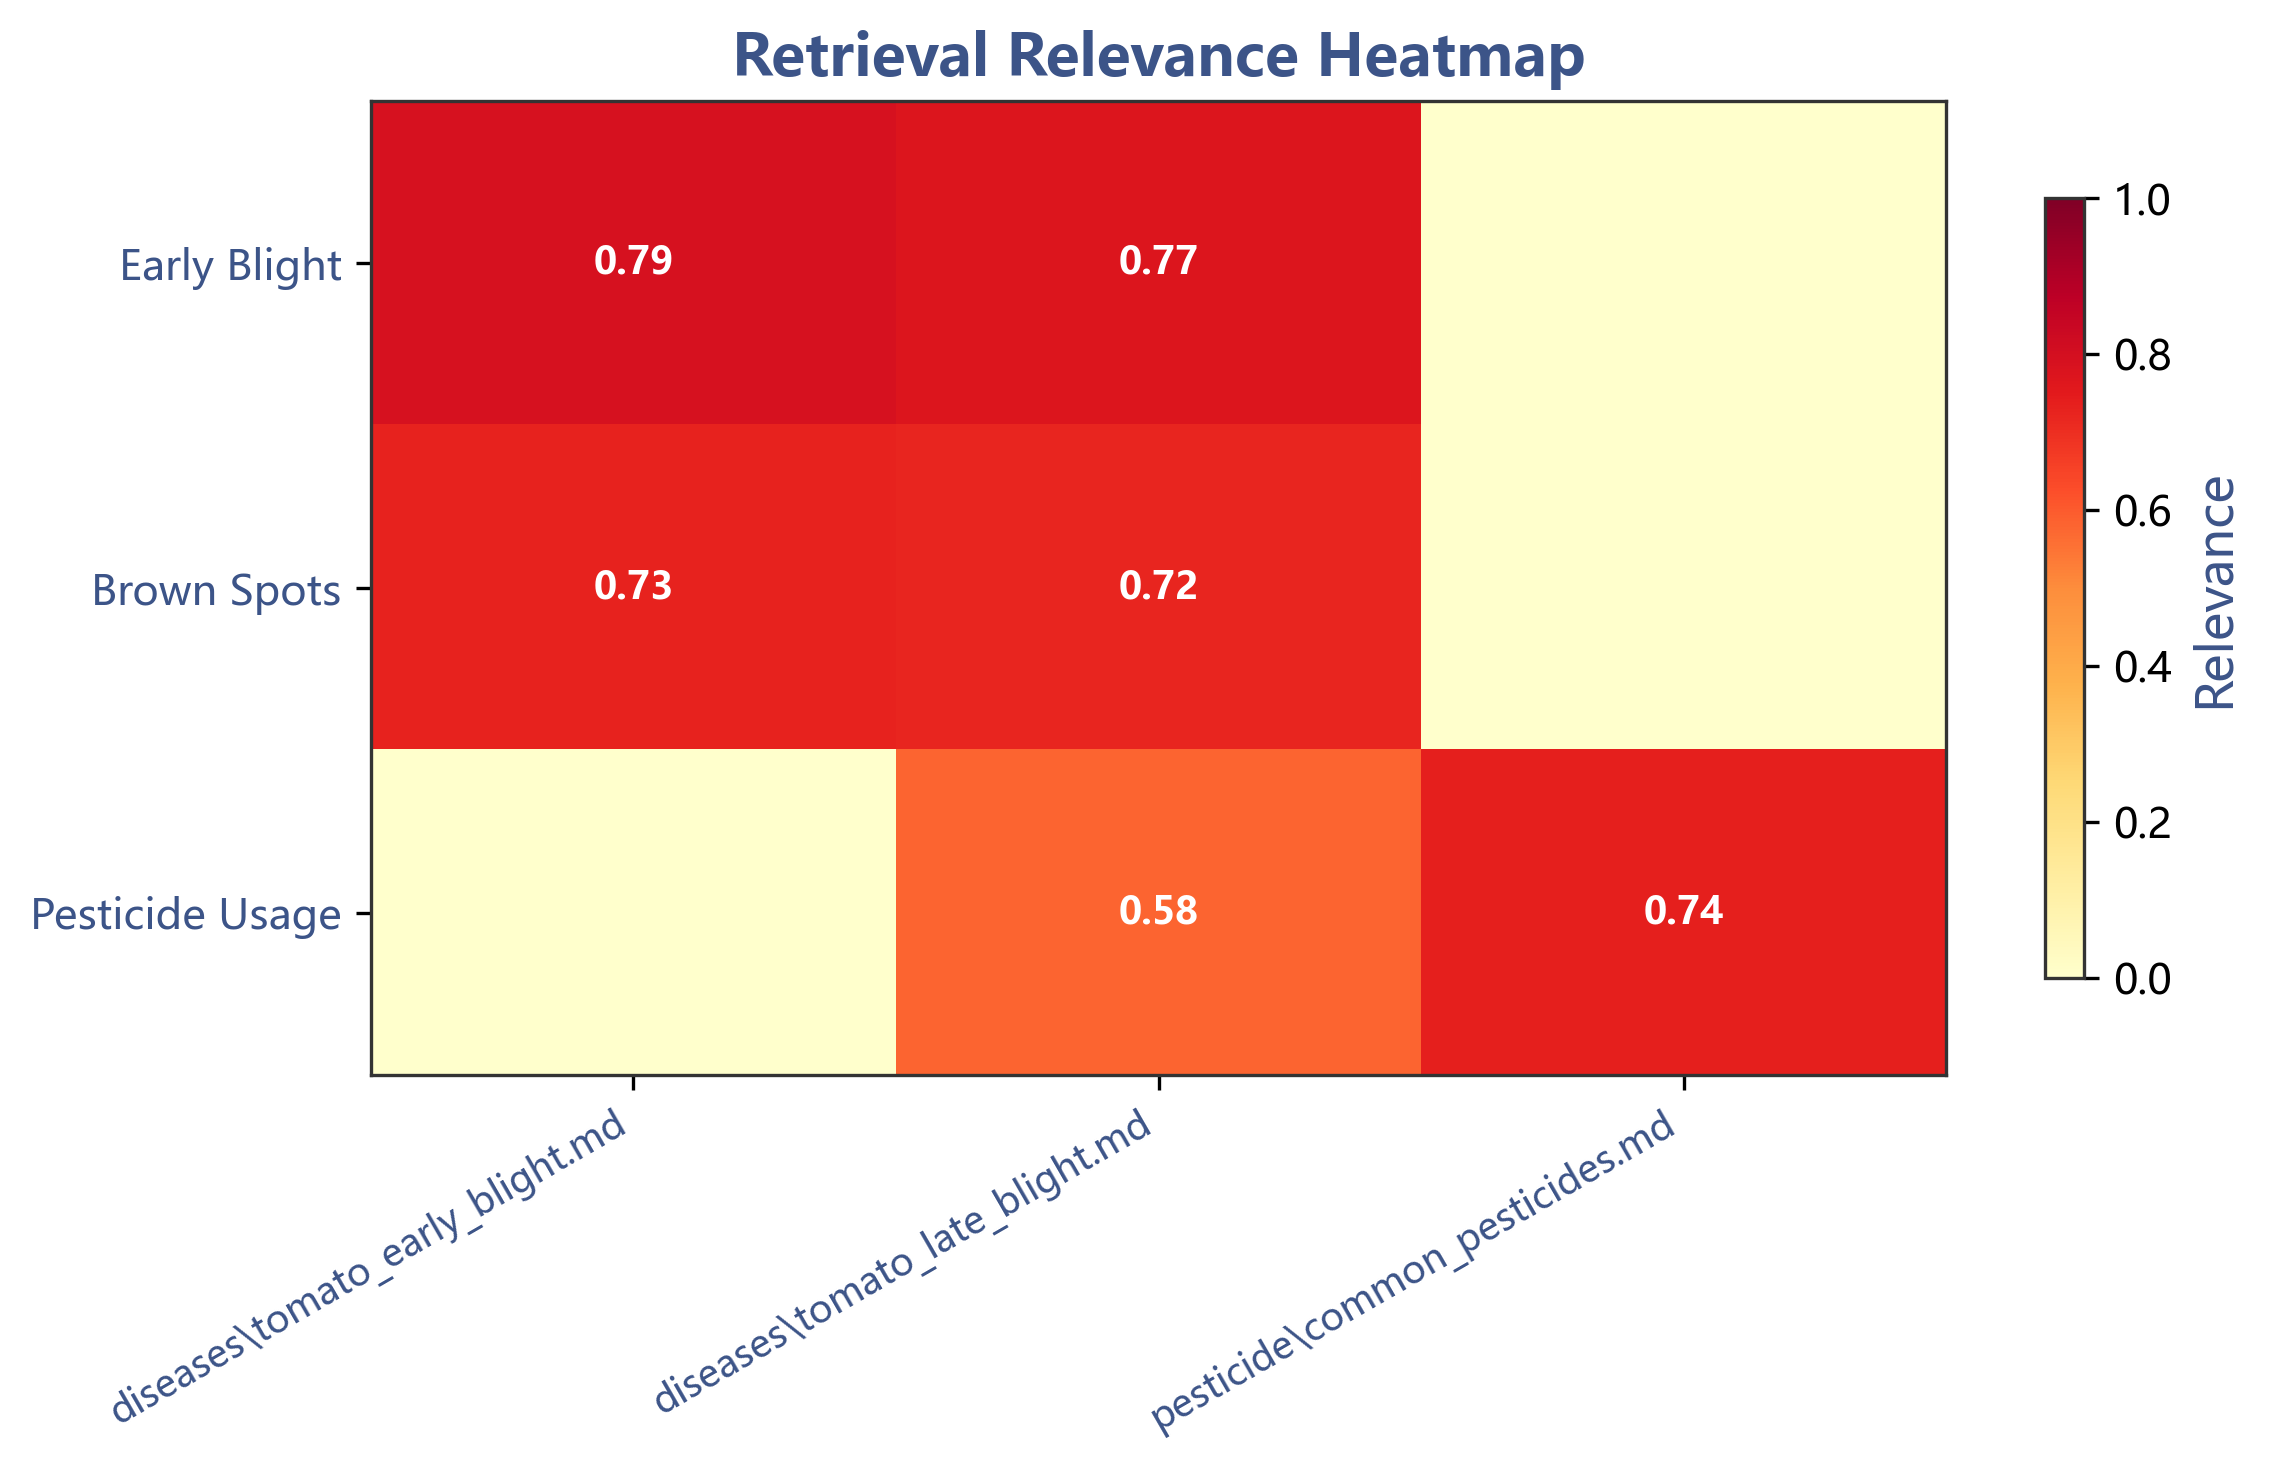 Retrieval Relevance Heatmap
Early Blight
0.79
0.77
Brown Spots
0.73
0.72
Pesticide Usage
0.58
0.74
diseases\tomato_early_blight.md
diseases\tomato_late_blight.md
pesticide\common_pesticides.md
1.0
0.8
0.6
0.4
0.2
0.0
Relevance